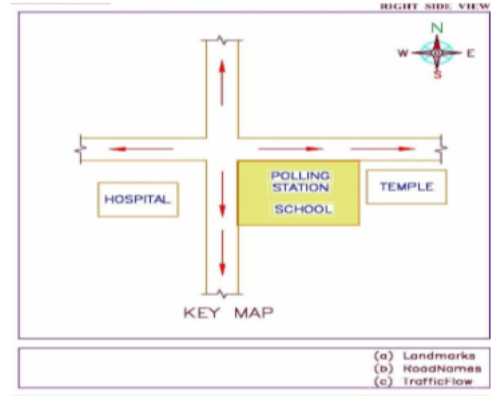 RIGHT SIDE VIEW
N
W E
S
POLLING
STATION
TEMPLE
HOSPITAL
SCHOOL
KEY MAP
(a) Landmarks
(b) RoadNames
(c) TrafficFlow